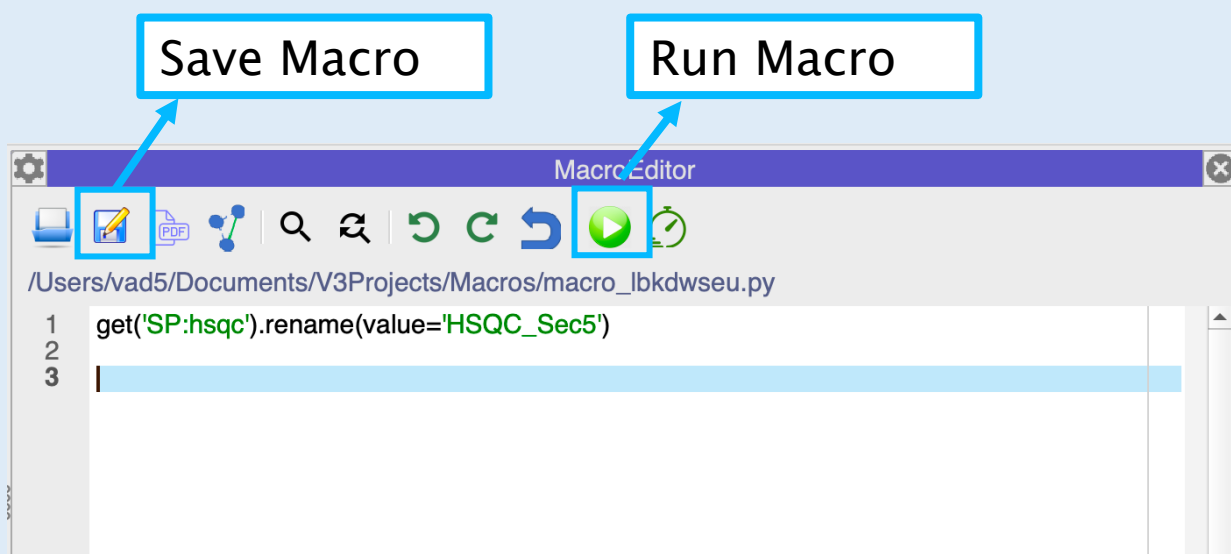 Save Macro
Run Macro
MacroEditor
PDF
/Users/vad5/Documents/V3Projects/Macros/macro_lbkdwseu.py
1 get('SP:hsqc').rename(value='HSQC_Sec5')
2
3